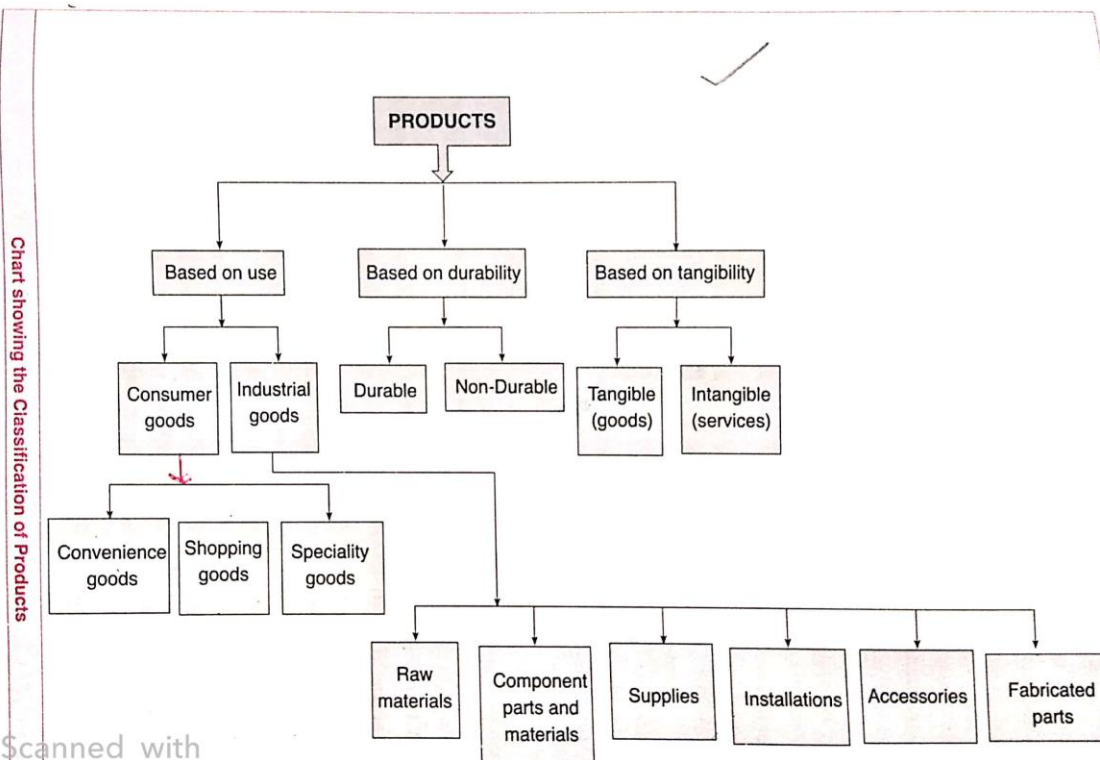 Chart showing the Classification of Products
PRODUCTS
Based on use
Based on durability
Based on tangibility
Consumer
goods
Industrial
goods
Durable
Non-Durable
Tangible
(goods)
Intangible
(services)
Convenience
goods
Shopping
goods
Speciality
goods
Raw
materials
Component
parts and
materials
Supplies
Installations
Accessories
Fabricated
parts
Scanned with